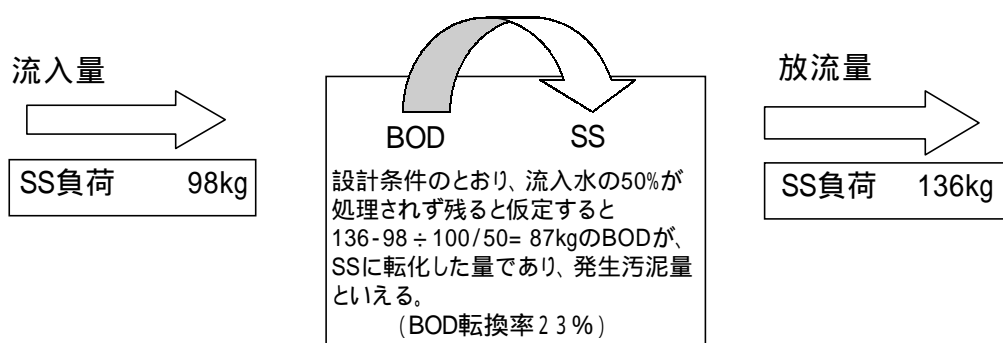 流入量
SS負荷 98kg
BOD SS
設計条件のとおり、流入水の50%が
処理されず残ると仮定すると
136-98÷100/50= 87kgのBODが、
SSに転化した量であり、発生汚泥量
といえる。
(BOD転換率23%)
放流量
SS負荷 136kg